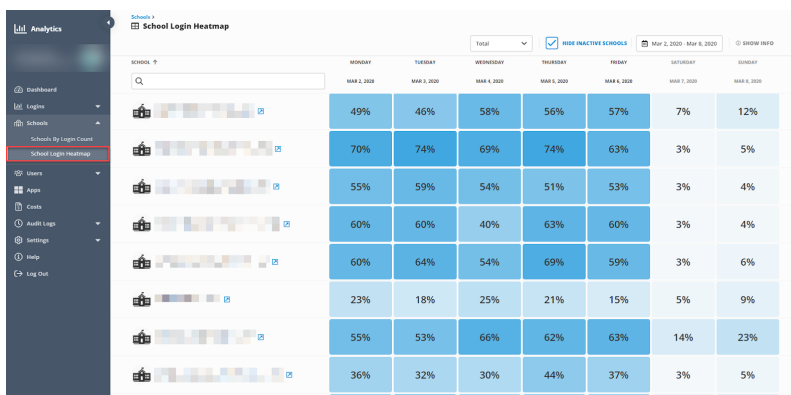 Analytics
Dashboard
Logins
Schools
Schools By Login Count
School Login Heatmap
Users
Apps
Costs
Audit Logs
Settings
Help
Log Out
Schools >
School Login Heatmap
Total
HIDE INACTIVE SCHOOLS
Mar 2, 2020 - Mar 8, 2020
SHOW INFO
SCHOOL ↑ MONDAY TUESDAY WEDNESDAY THURSDAY FRIDAY SATURDAY SUNDAY
MAR 2, 2020 MAR 3, 2020 MAR 4, 2020 MAR 5, 2020 MAR 6, 2020 MAR 7, 2020 MAR 8, 2020
49% 46% 58% 56% 57% 7% 12%
70% 74% 69% 74% 63% 3% 5%
55% 59% 54% 51% 53% 3% 4%
60% 60% 40% 63% 60% 3% 4%
60% 64% 54% 69% 59% 3% 6%
23% 18% 25% 21% 15% 5% 9%
55% 53% 66% 62% 63% 14% 23%
36% 32% 30% 44% 37% 3% 5%